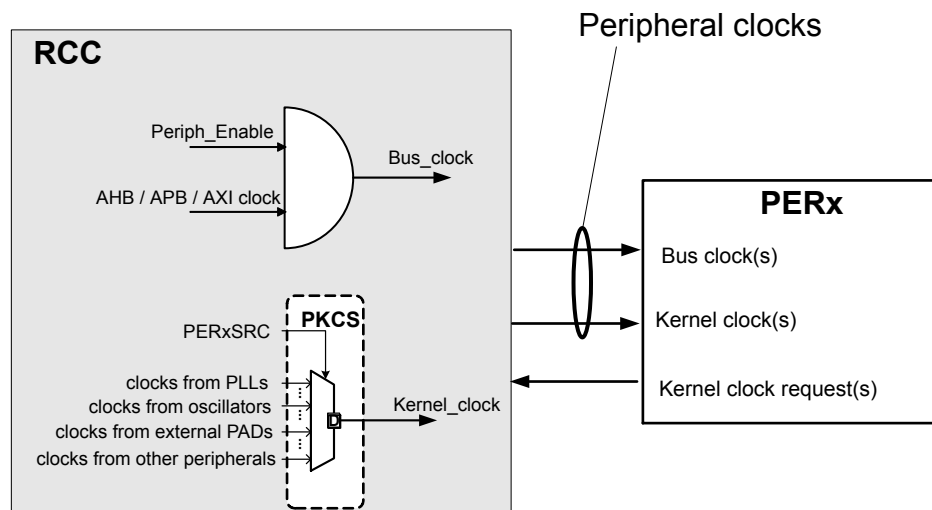 Peripheral clocks
RCC
Periph_Enable
Bus_clock
AHB / APB / AXI clock
PERx
Bus clock(s)
Kernel clock(s)
Kernel clock request(s)
PKCS
PERxSRC
clocks from PLLs
clocks from oscillators
clocks from external PADs
clocks from other peripherals
D
Kernel_clock